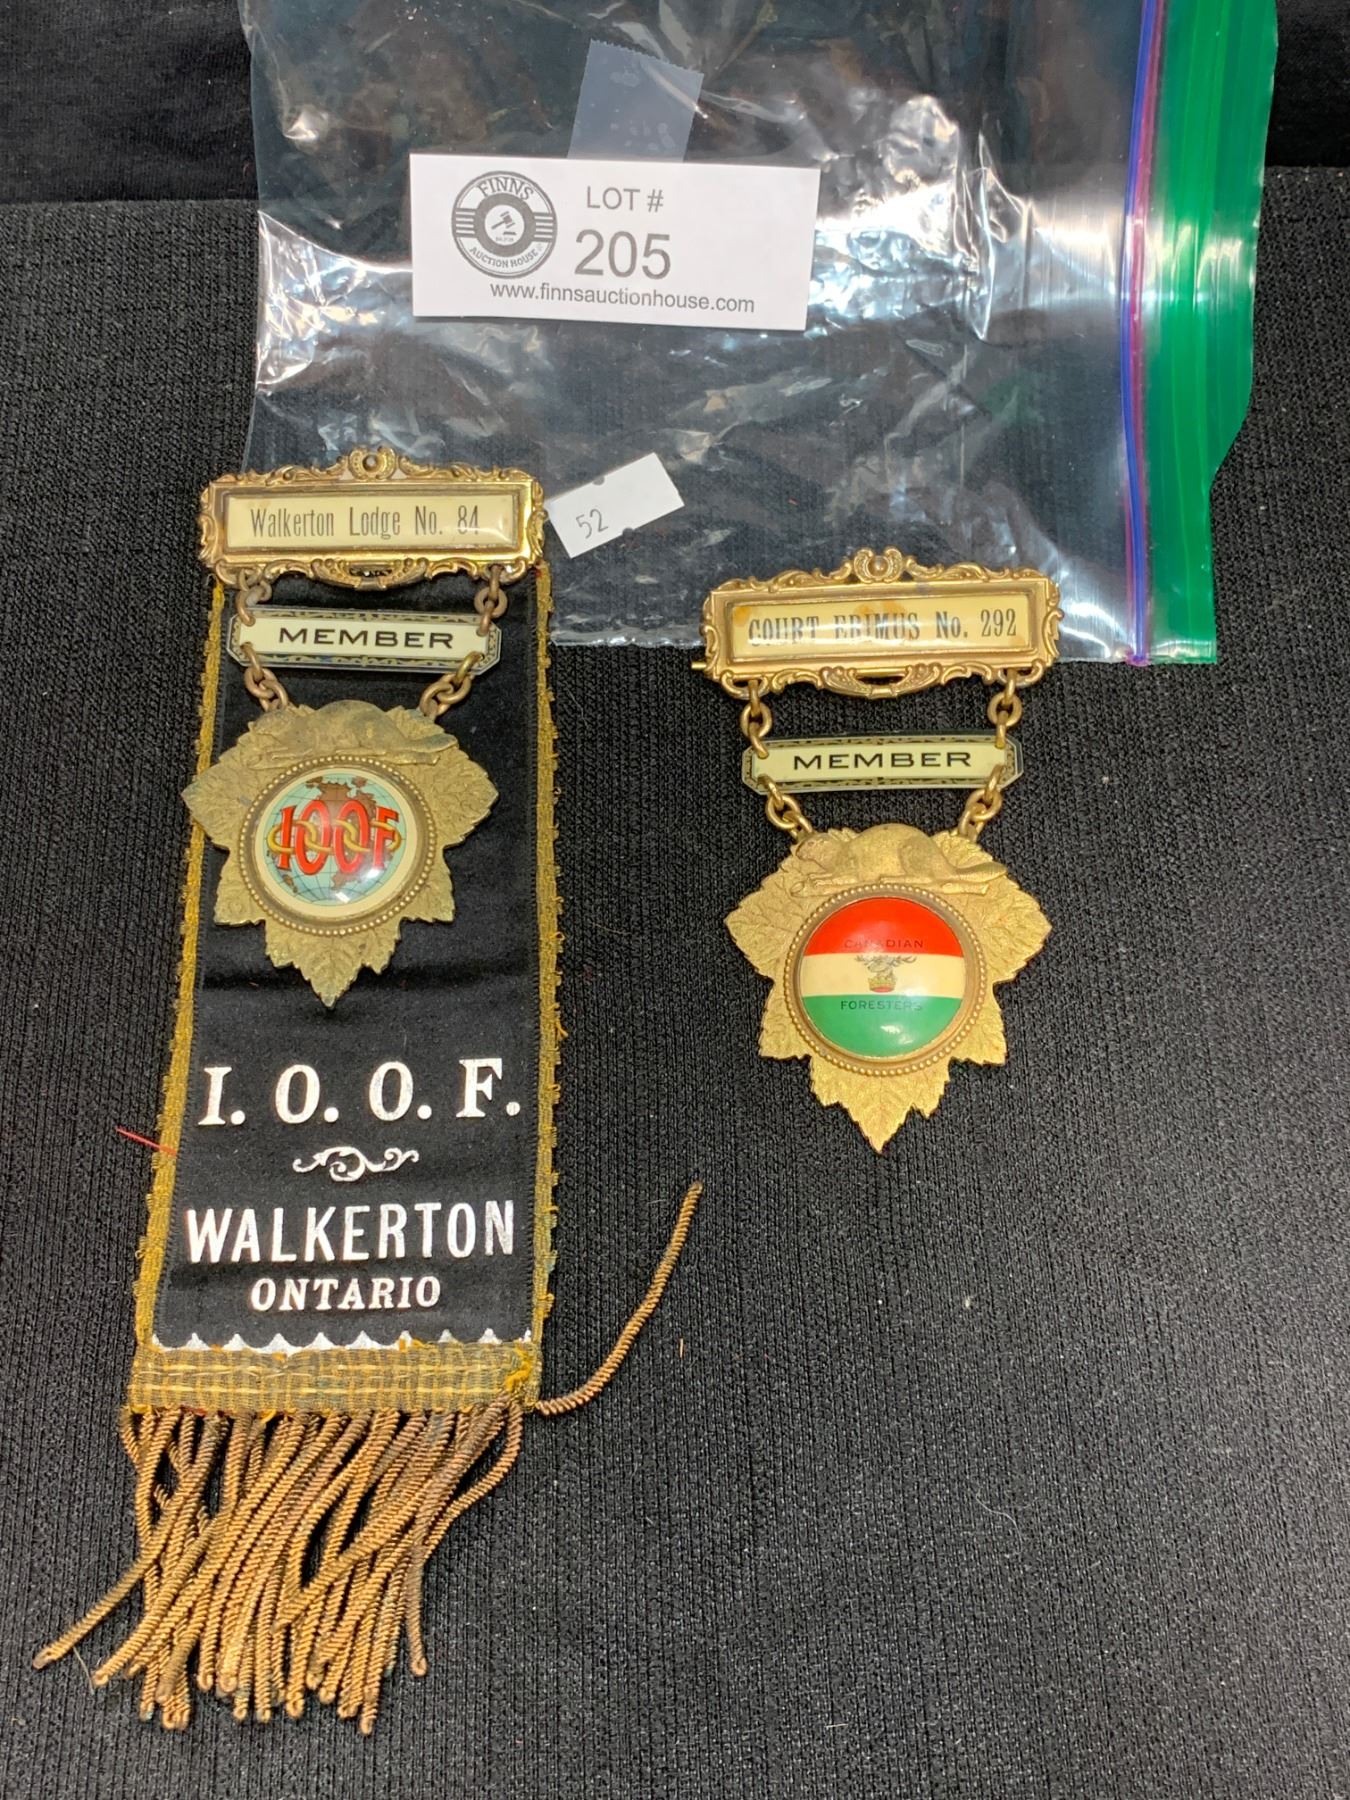 FINNS
AUCTION HOUSE
LOT #
205
www.finnsauctionhouse.com
52
Walkerton Lodge No. 84
MEMBER
IOOF
I. O. O. F.
WALKERTON
ONTARIO
COURT ERIMUS No. 292
MEMBER
CANADIAN
FORESTERS